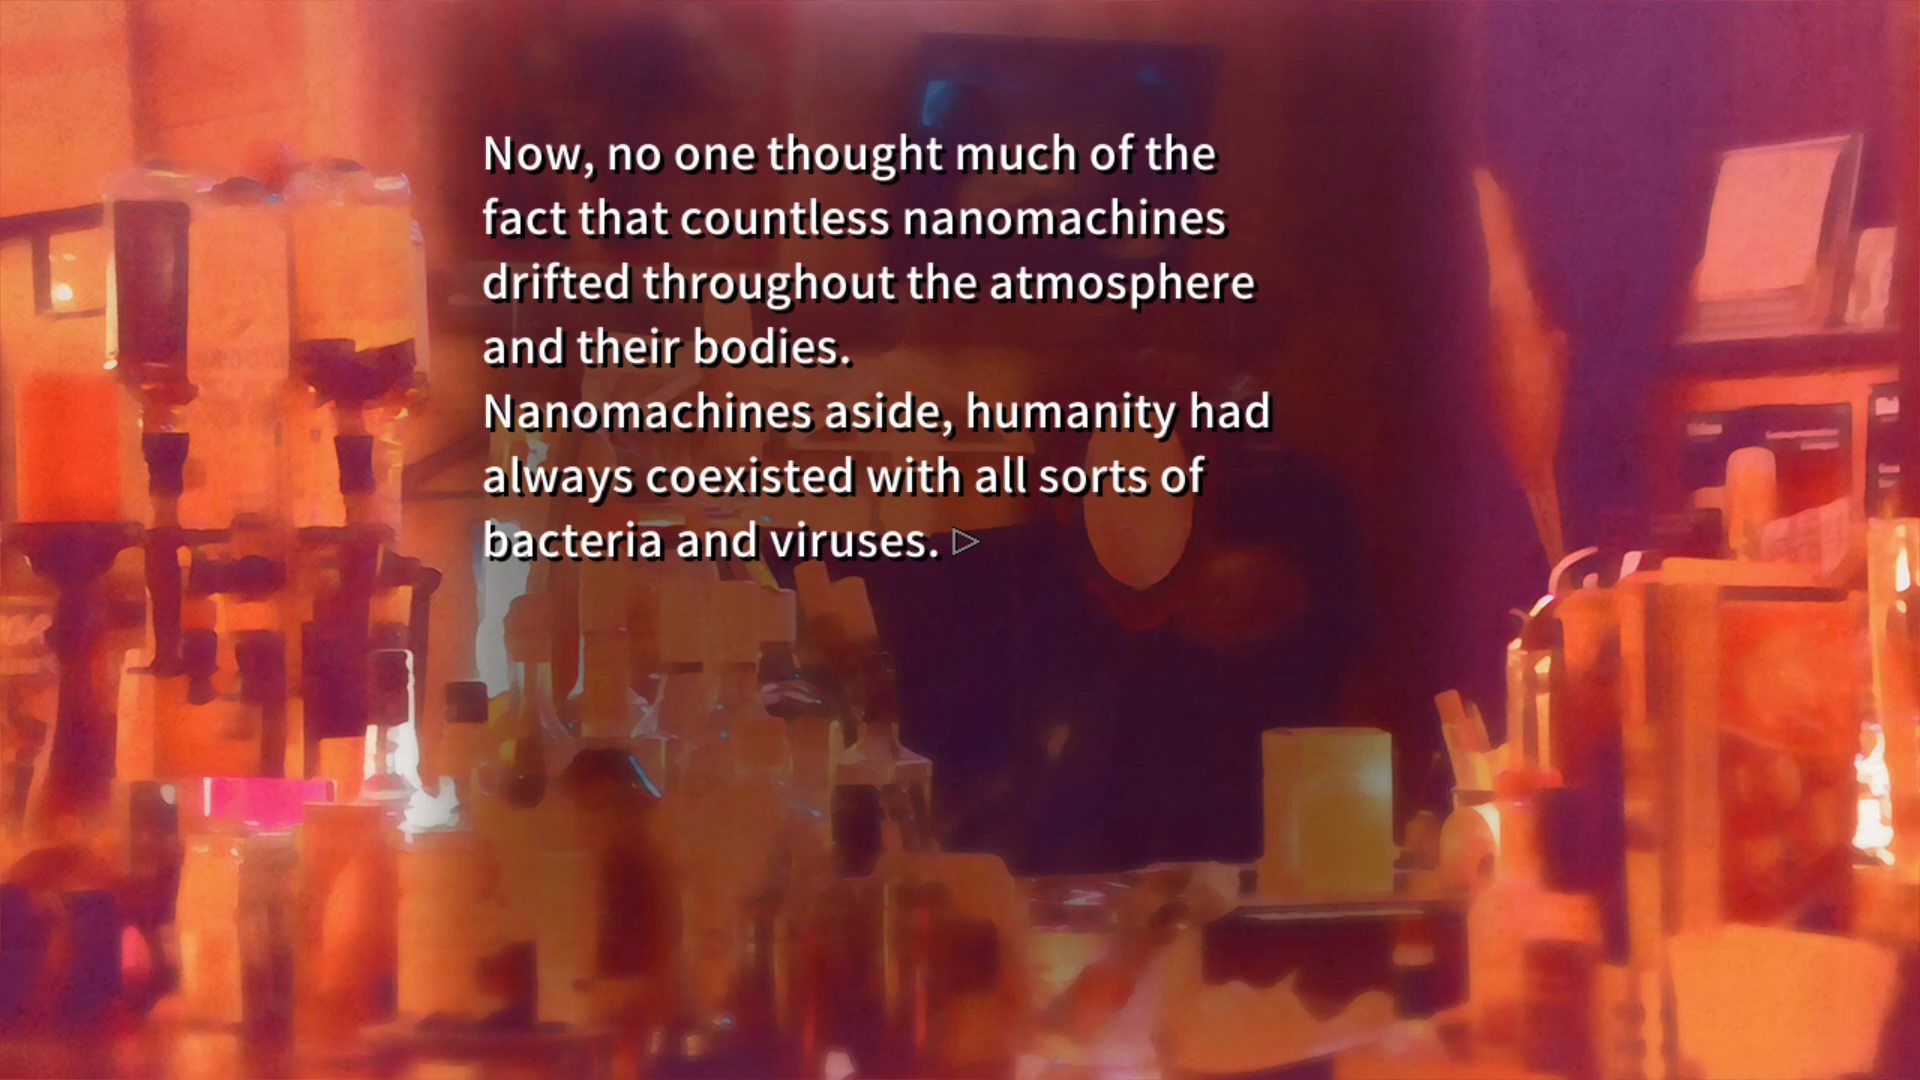 Now, no one thought much of the
fact that countless nanomachines
drifted throughout the atmosphere
and their bodies.
Nanomachines aside, humanity had
always coexisted with all sorts of
bacteria and viruses.